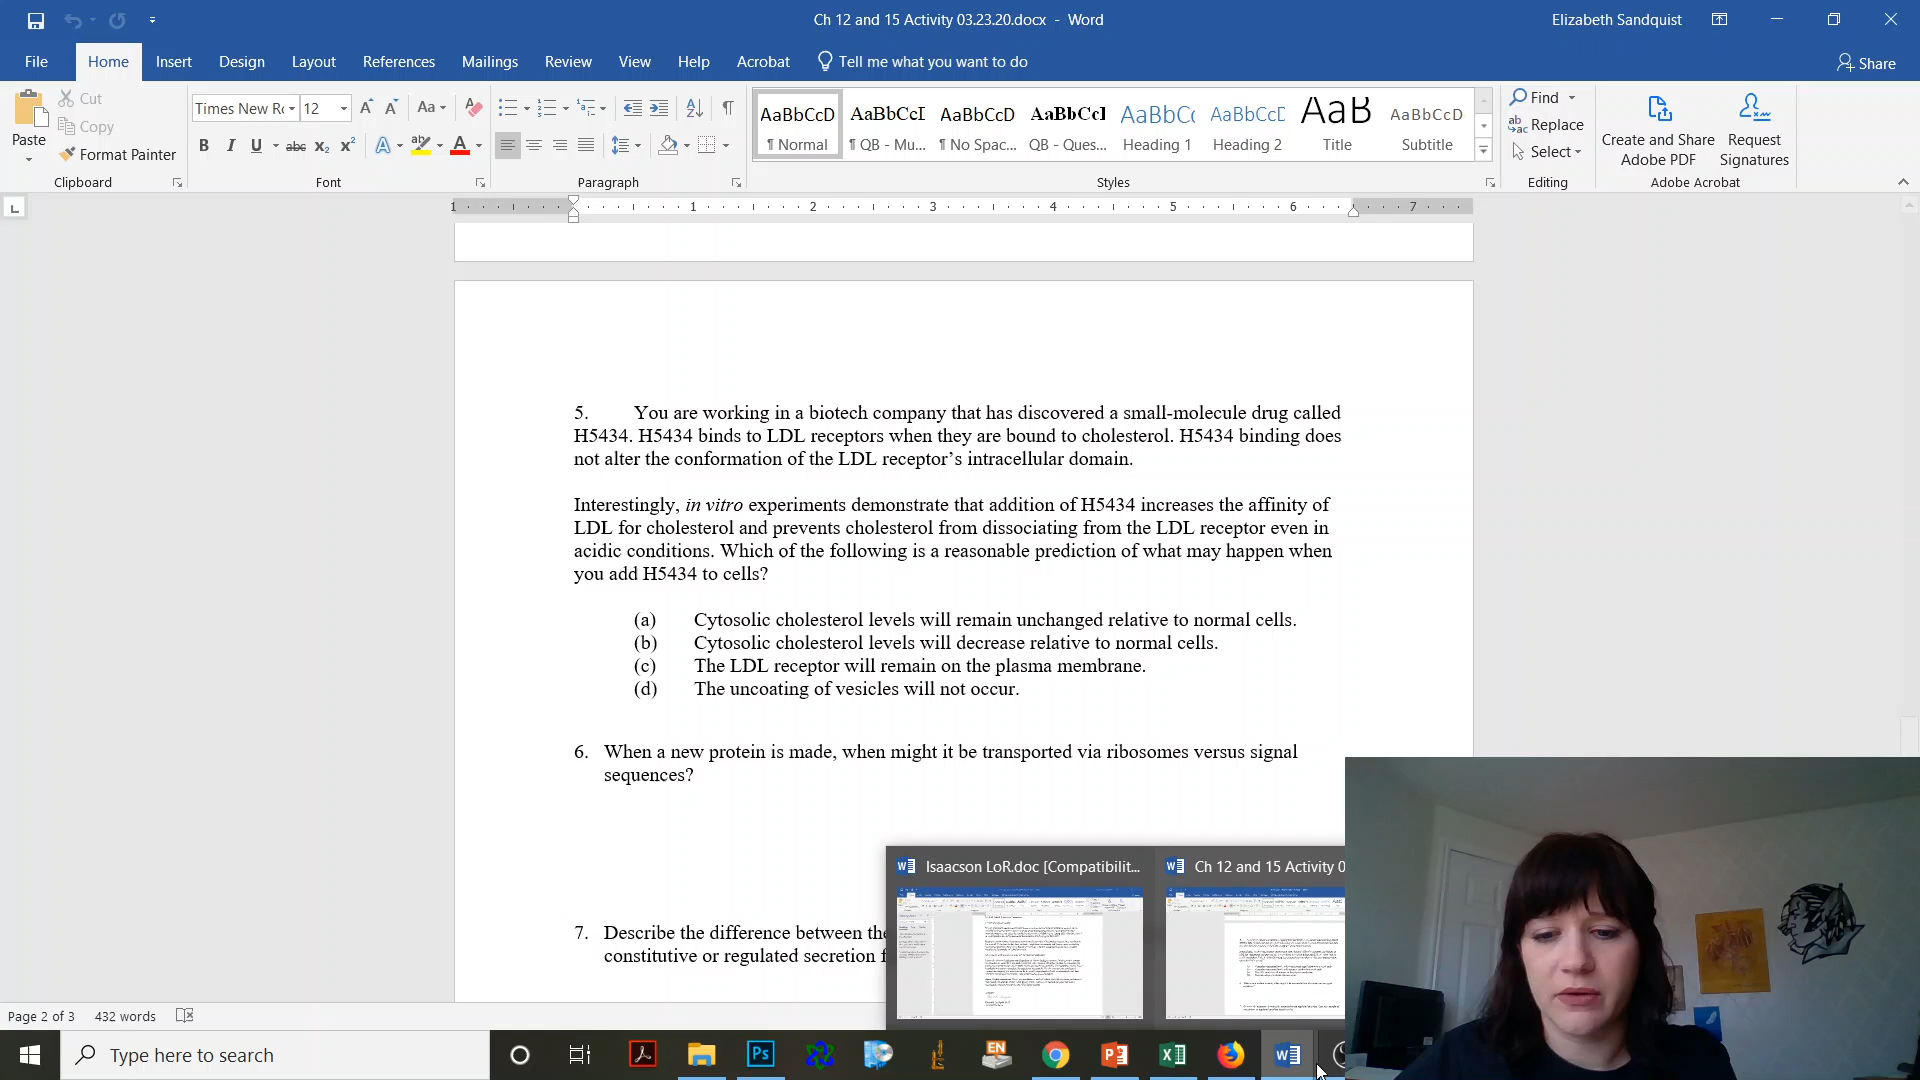 Ch 12 and 15 Activity 03.23.20.docx - Word
Elizabeth Sandquist
File Home Insert Design Layout References Mailings Review View Help Acrobat Tell me what you want to do Share
Paste
Cut
Copy
Format Painter
Clipboard
Times New Rc 12
Font
Paragraph
AaBbCcD AaBbCcI AaBbCcD AaBbCcI AaBbCc AaBbCcD AaB AaBbCcD
¶ Normal ¶ QB - Mu... ¶ No Spac... QB - Ques... Heading 1 Heading 2 Title Subtitle
Styles
Find
Replace
Select
Editing
Create and Share
Adobe PDF
Request
Signatures
Adobe Acrobat
1 1 2 3 4 5 6 7
5. You are working in a biotech company that has discovered a small-molecule drug called
H5434. H5434 binds to LDL receptors when they are bound to cholesterol. H5434 binding does
not alter the conformation of the LDL receptor’s intracellular domain.
Interestingly, in vitro experiments demonstrate that addition of H5434 increases the affinity of
LDL for cholesterol and prevents cholesterol from dissociating from the LDL receptor even in
acidic conditions. Which of the following is a reasonable prediction of what may happen when
you add H5434 to cells?
(a) Cytosolic cholesterol levels will remain unchanged relative to normal cells.
(b) Cytosolic cholesterol levels will decrease relative to normal cells.
(c) The LDL receptor will remain on the plasma membrane.
(d) The uncoating of vesicles will not occur.
6. When a new protein is made, when might it be transported via ribosomes versus signal
sequences?
7. Describe the difference between the
constitutive or regulated secretion f
Isaacson LoR.doc [Compatibilit...
Ch 12 and 15 Activity 0
Page 2 of 3 432 words
Type here to search